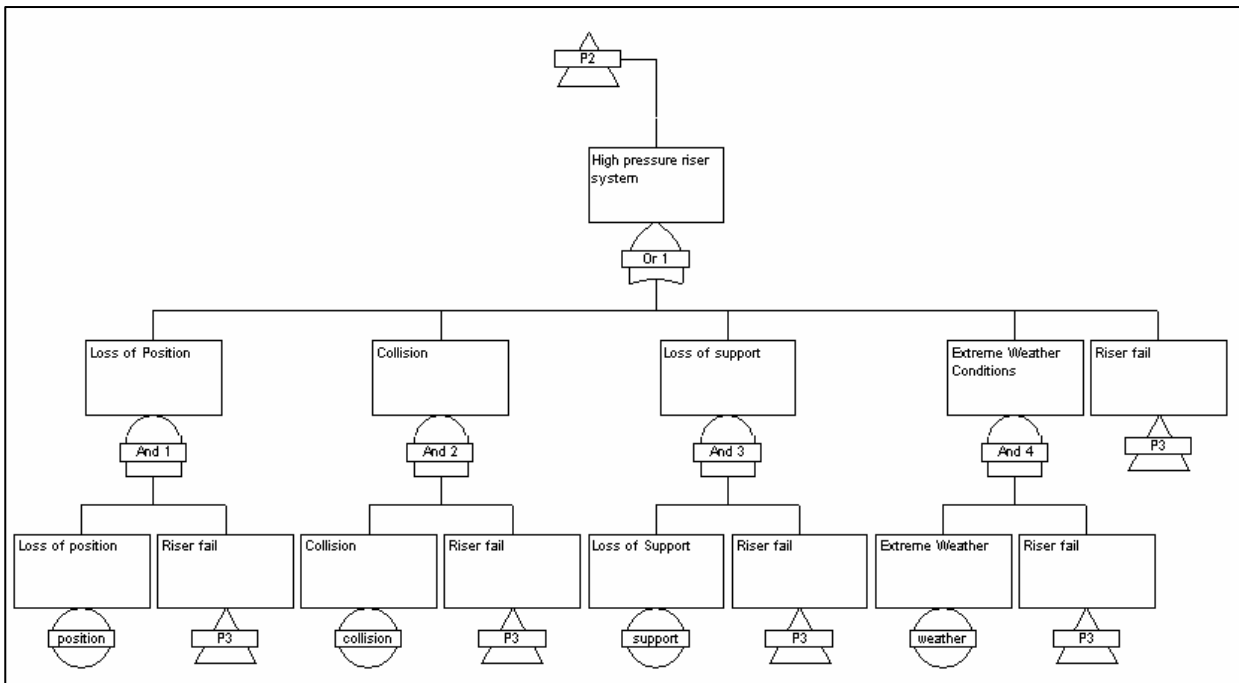 P2
High pressure riser
system
Or 1
Loss of Position
Collision
Loss of support
Extreme Weather
Conditions
Riser fail
And 1
And 2
And 3
And 4
P3
Loss of position
Riser fail
Collision
Riser fail
Loss of Support
Riser fail
Extreme Weather
Riser fail
position
P3
collision
P3
support
P3
weather
P3